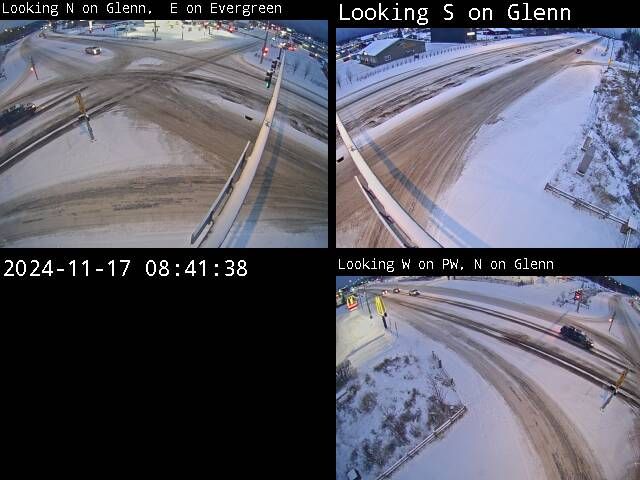 Looking N on Glenn,  E on Evergreen
Looking S on Glenn
2024-11-17 08:41:38
Looking W on PW, N on Glenn